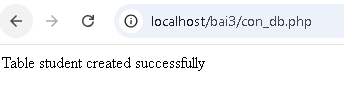 localhost/bai3/con_db.php
Table student created successfully